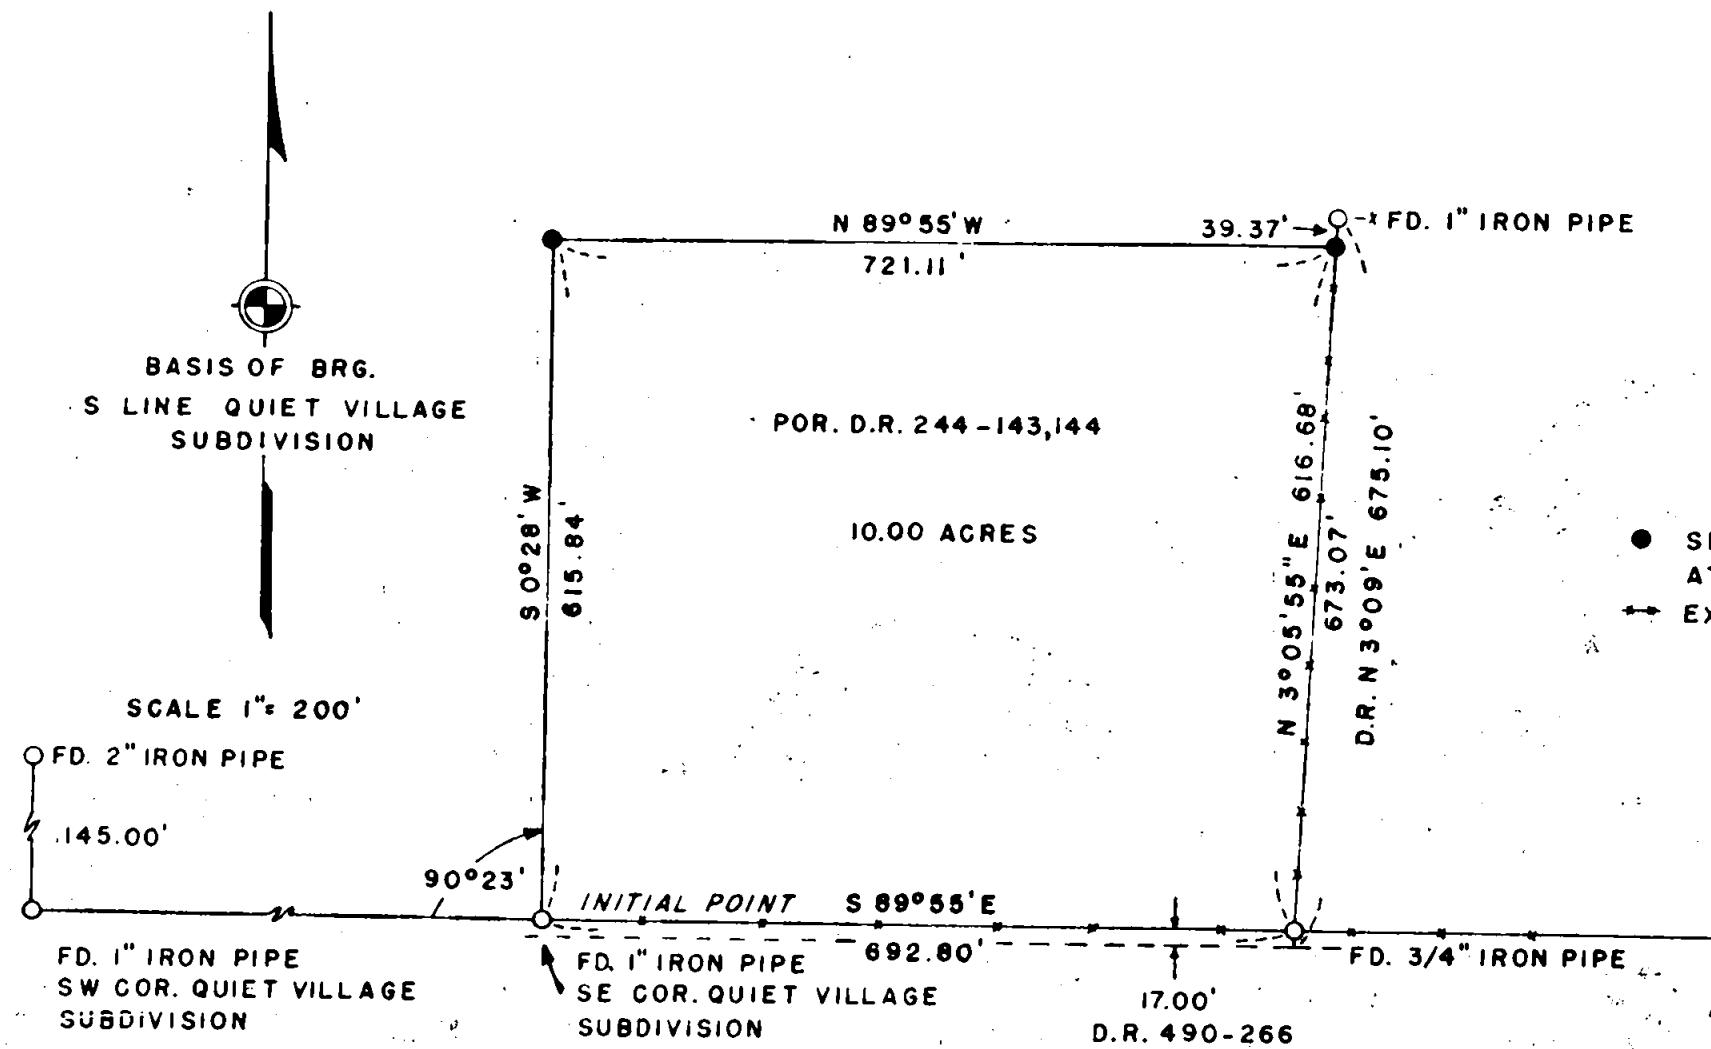 N 89°55' W
721.11'
39.37'
FD. 1" IRON PIPE
BASIS OF BRG.
S LINE QUIET VILLAGE
SUBDIVISION
POR. D.R. 244-143,144
10.00 ACRES
S 0°28' W
615.84'
N 3°05'55" E 616.68'
673.07'
D.R. N 3°09' E 675.10'
SCALE 1" = 200'
FD. 2" IRON PIPE
145.00'
90°23'
INITIAL POINT S 89°55' E
692.80'
FD. 1" IRON PIPE
SW COR. QUIET VILLAGE
SUBDIVISION
FD. 1" IRON PIPE
SE COR. QUIET VILLAGE
SUBDIVISION
FD. 3/4" IRON PIPE
17.00'
D.R. 490-266